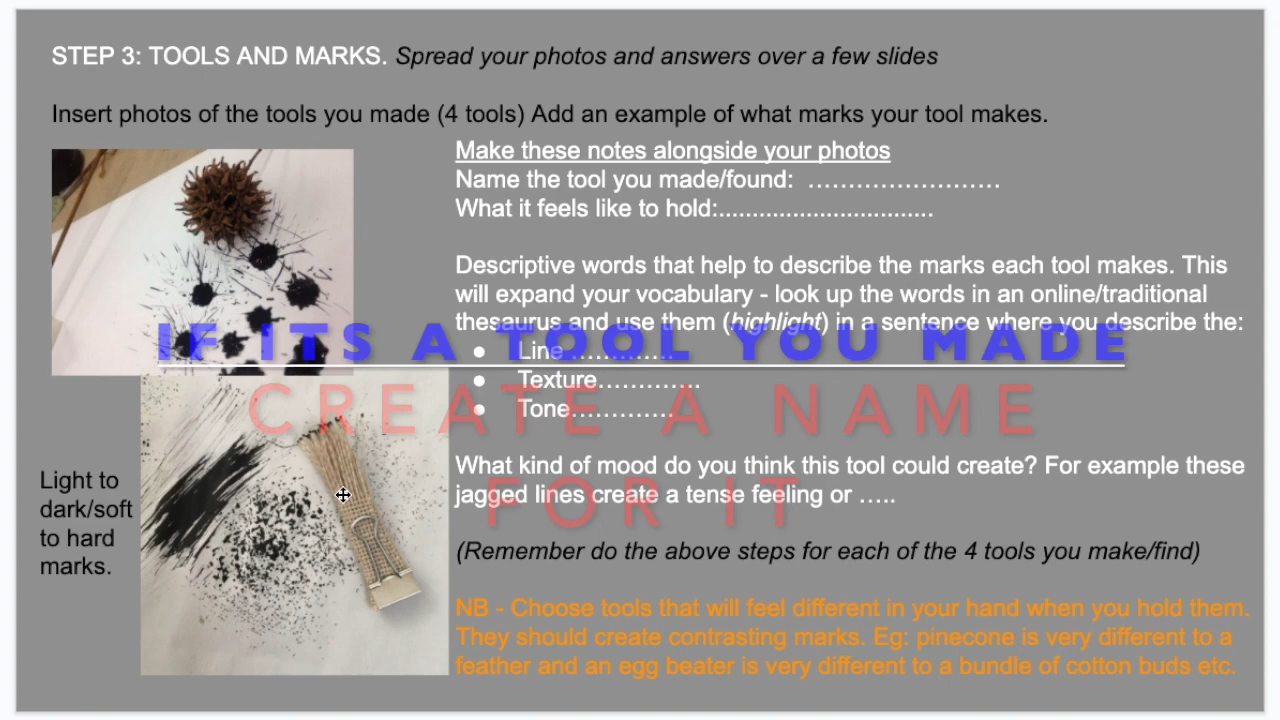 STEP 3: TOOLS AND MARKS. Spread your photos and answers over a few slides
Insert photos of the tools you made (4 tools) Add an example of what marks your tool makes.
Make these notes alongside your photos
Name the tool you made/found: ……………………
What it feels like to hold:................................
Descriptive words that help to describe the marks each tool makes. This
will expand your vocabulary - look up the words in an online/traditional
thesaurus and use them (highlight) in a sentence where you describe the:
IF ITS A TOOL YOU MADE
● Line………….
● Texture………….
● Tone………….
CREATE A NAME
FOR IT
What kind of mood do you think this tool could create? For example these
jagged lines create a tense feeling or …..
Light to
dark/soft
to hard
marks.
(Remember do the above steps for each of the 4 tools you make/find)
NB - Choose tools that will feel different in your hand when you hold them.
They should create contrasting marks. Eg: pinecone is very different to a
feather and an egg beater is very different to a bundle of cotton buds etc.